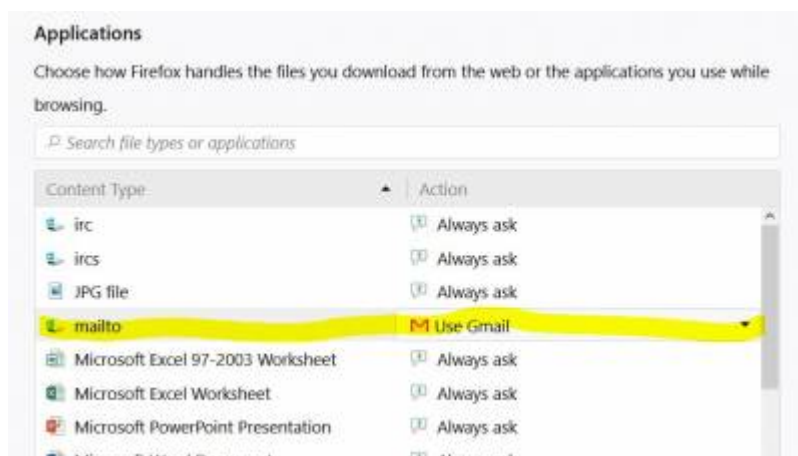 Applications
Choose how Firefox handles the files you download from the web or the applications you use while
browsing.
Search file types or applications
Content Type Action
irc Always ask
ircs Always ask
JPG file Always ask
mailto Use Gmail
Microsoft Excel 97-2003 Worksheet Always ask
Microsoft Excel Worksheet Always ask
Microsoft PowerPoint Presentation Always ask